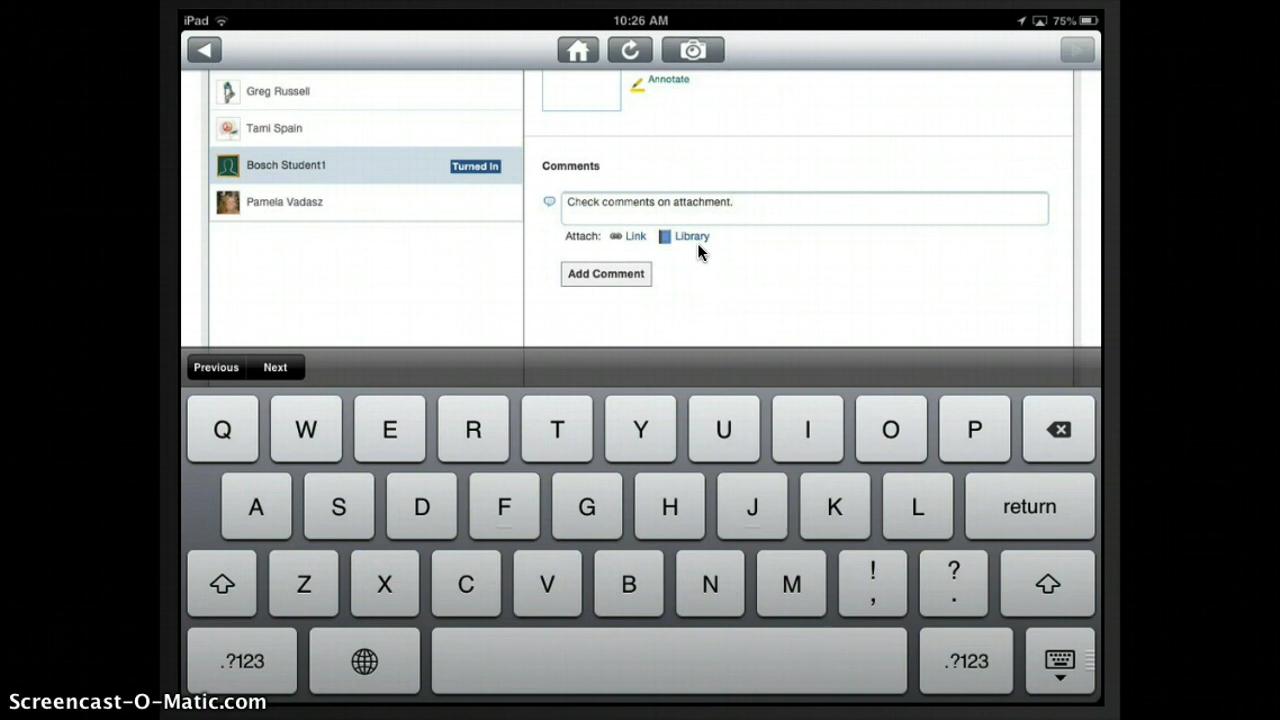 iPad
10:26 AM
75%
Greg Russell
Tami Spain
Bosch Student1
Turned In
Pamela Vadasz
Annotate
Comments
Check comments on attachment.
Attach: Link Library
Add Comment
Previous Next
Q W E R T Y U I O P
A S D F G H J K L return
Z X C V B N M ! , ? .
.?123 .?123
Screencast-O-Matic.com